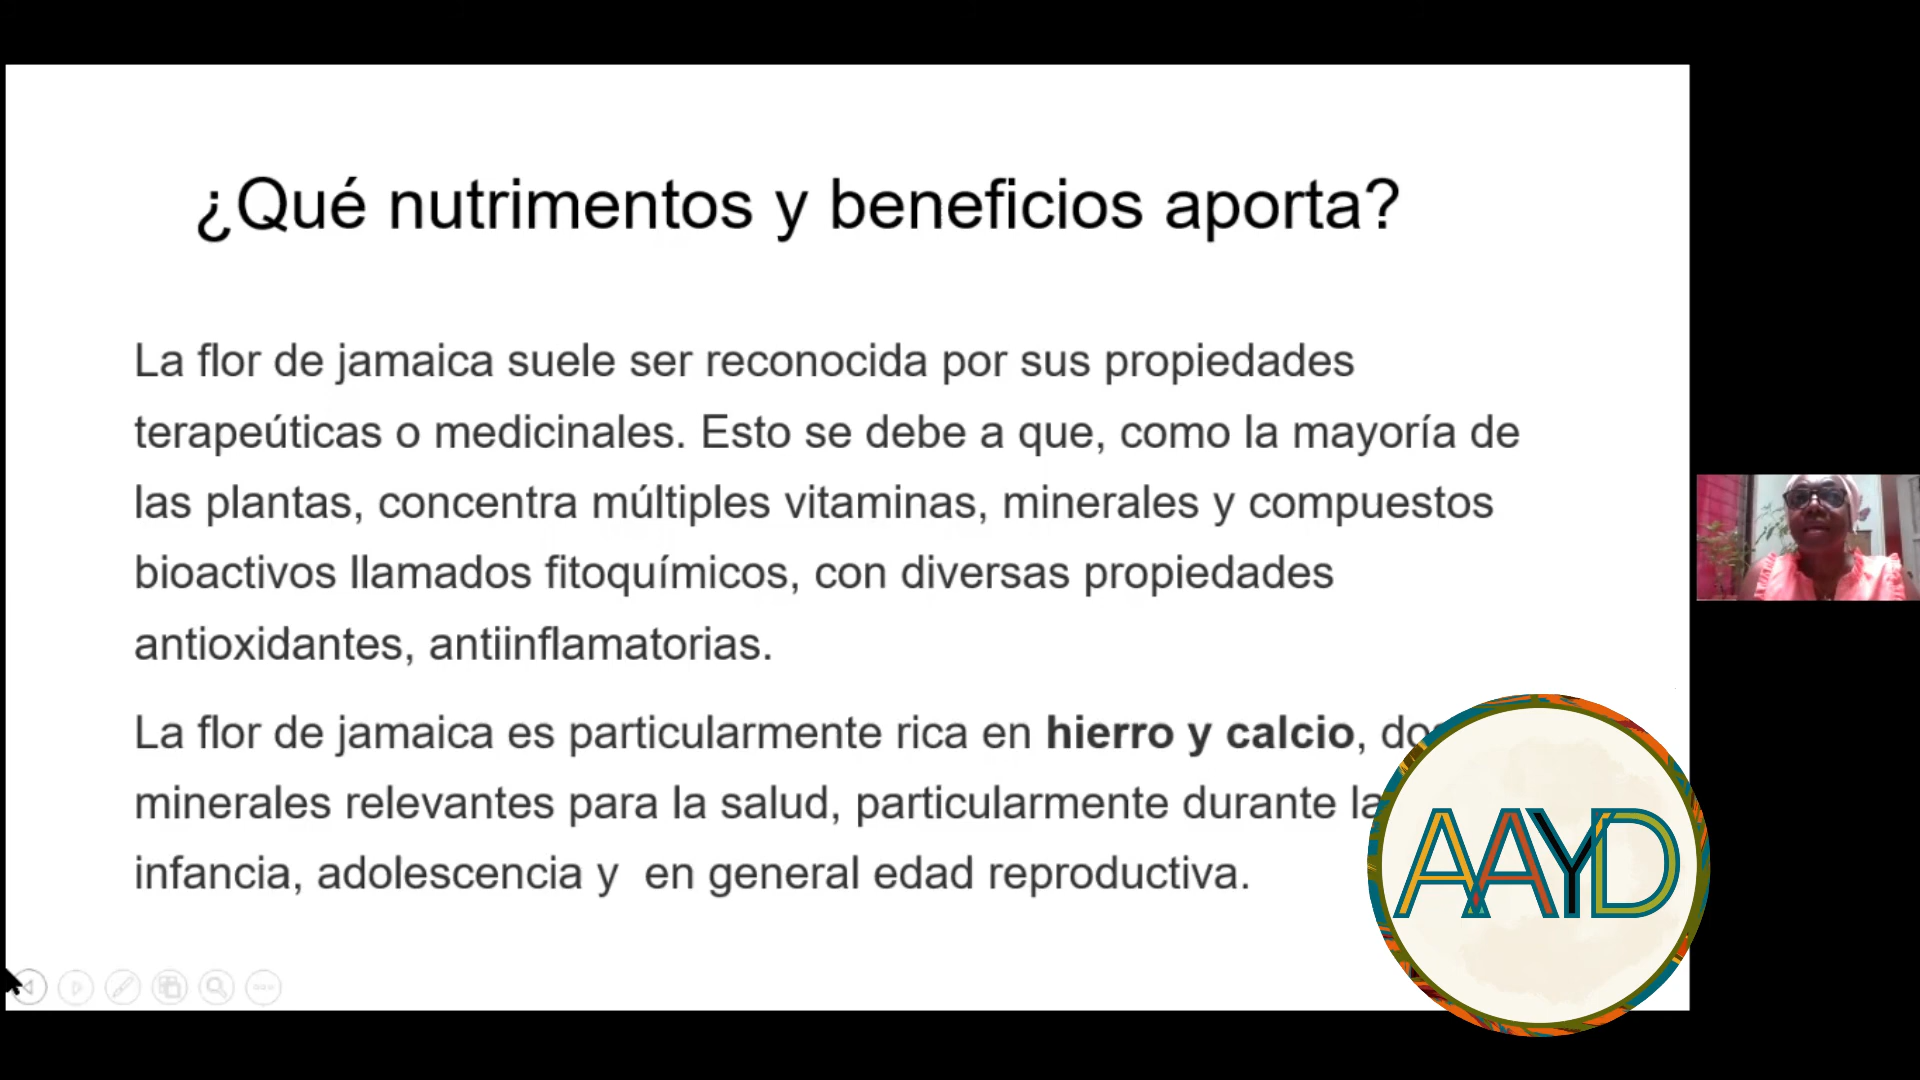 ¿Qué nutrimentos y beneficios aporta?
La flor de jamaica suele ser reconocida por sus propiedades
terapeúticas o medicinales. Esto se debe a que, como la mayoría de
las plantas, concentra múltiples vitaminas, minerales y compuestos
bioactivos llamados fitoquímicos, con diversas propiedades
antioxidantes, antiinflamatorias.
La flor de jamaica es particularmente rica en hierro y calcio,
minerales relevantes para la salud, particularmente durante la
infancia, adolescencia y  en general edad reproductiva.
AAYD